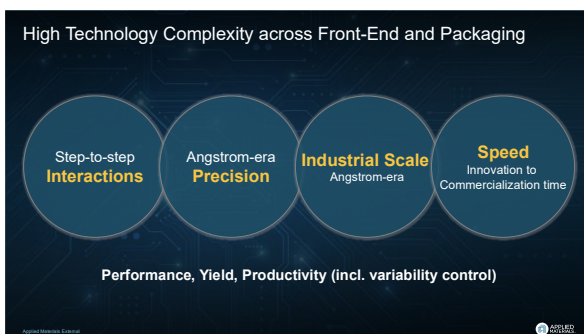 High Technology Complexity across Front-End and Packaging
Step-to-step
Interactions
Angstrom-era
Precision
Industrial Scale
Angstrom-era
Speed
Innovation to
Commercialization time
Performance, Yield, Productivity (incl. variability control)
Applied Materials External
APPLIED
MATERIALS